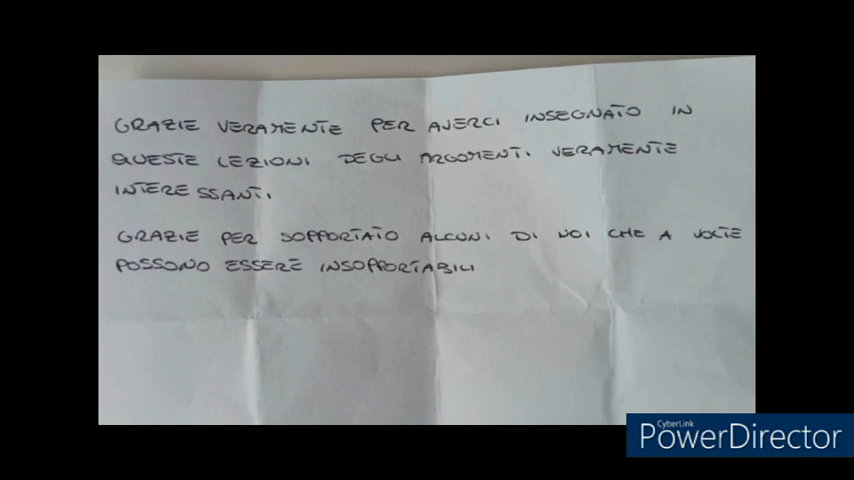 GRAZIE VERAMENTE PER AVERCI INSEGNATO IN
QUESTE LEZIONI DEGLI ARGOMENTI VERAMENTE
INTERESSANTI.
GRAZIE PER SOPPORTATO ALCUNI DI NOI CHE A VOLTE
POSSONO ESSERE INSOPPORTABILI
CyberLink
PowerDirector